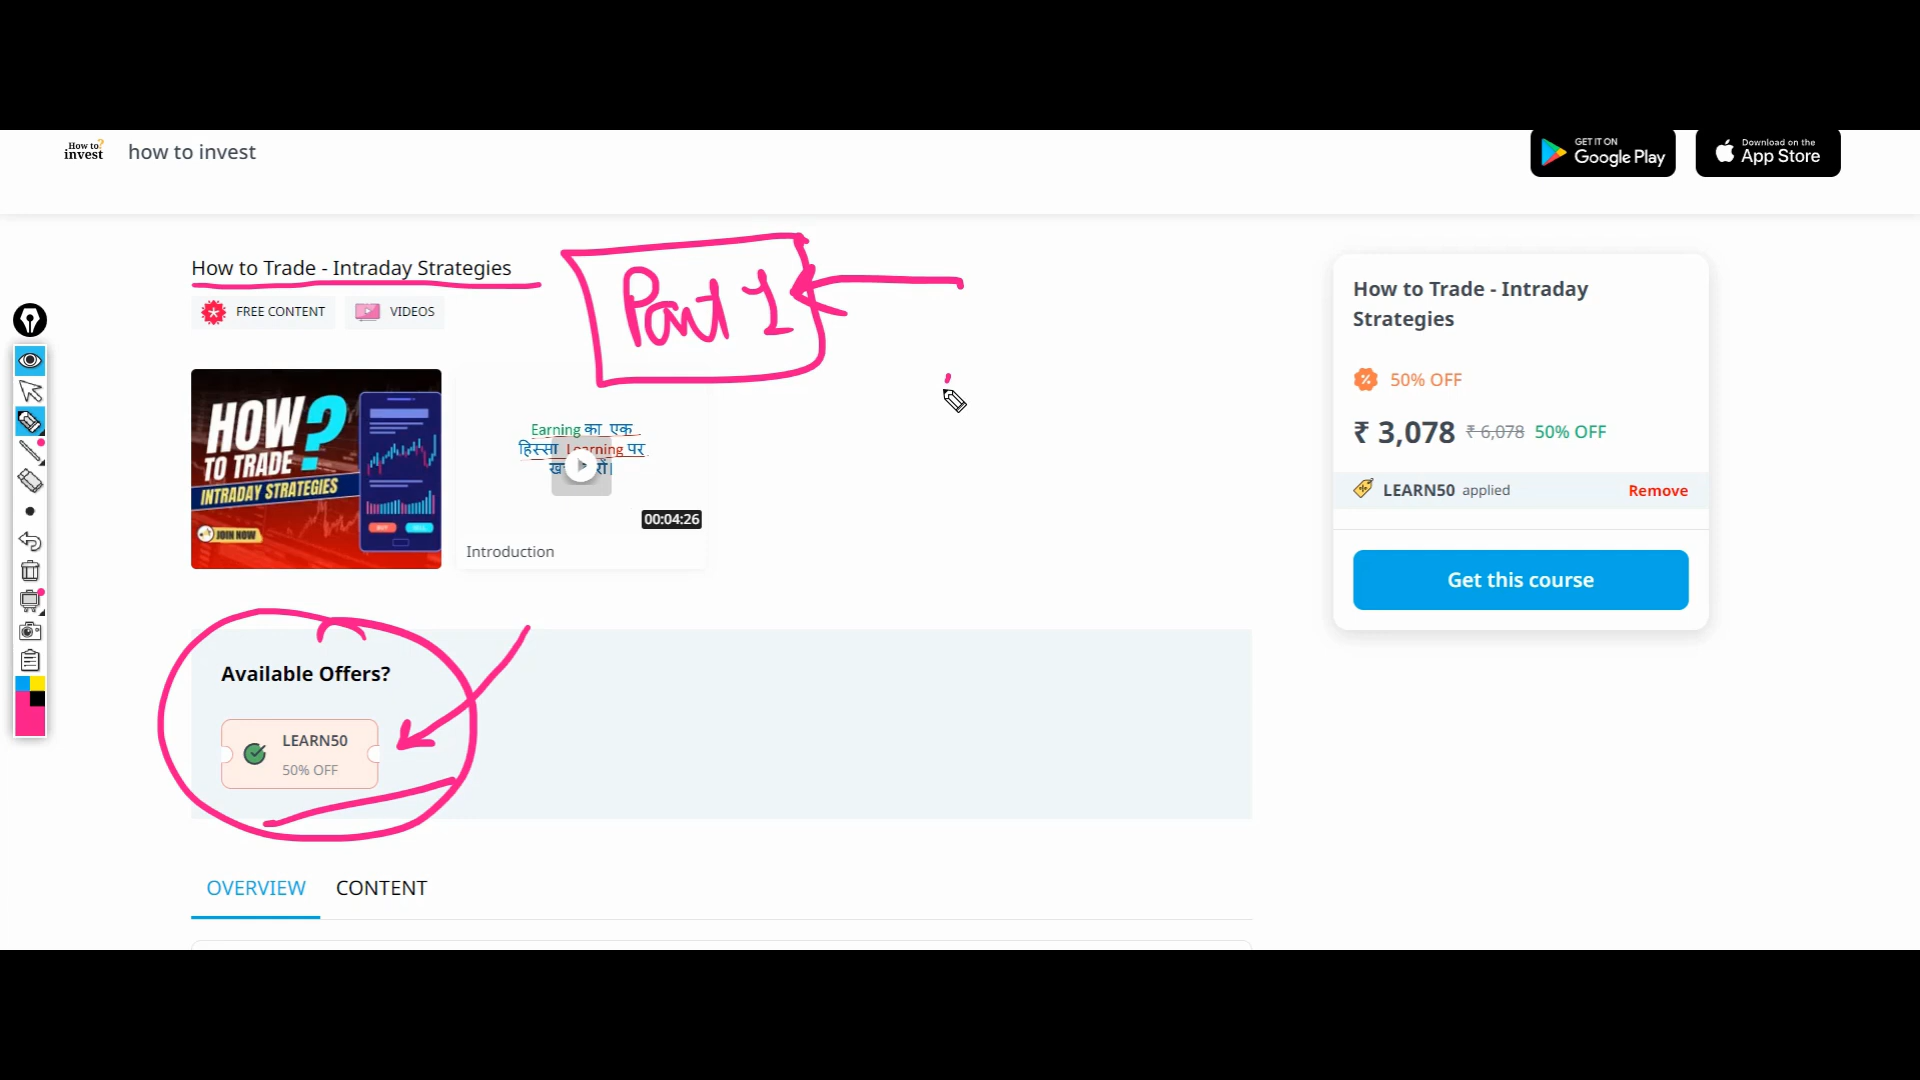 How to?
invest
how to invest
GET IT ON
Google Play
Download on the
App Store
How to Trade - Intraday Strategies
Part 1
FREE CONTENT
VIDEOS
HOW?
TO TRADE
INTRADAY STRATEGIES
JOIN NOW
BUY
SELL
Earning का एक
हिस्सा Learning पर
00:04:26
Introduction
Available Offers?
LEARN50
50% OFF
OVERVIEW
CONTENT
How to Trade - Intraday
Strategies
50% OFF
₹ 3,078 ₹ 6,078 50% OFF
LEARN50 applied
Remove
Get this course